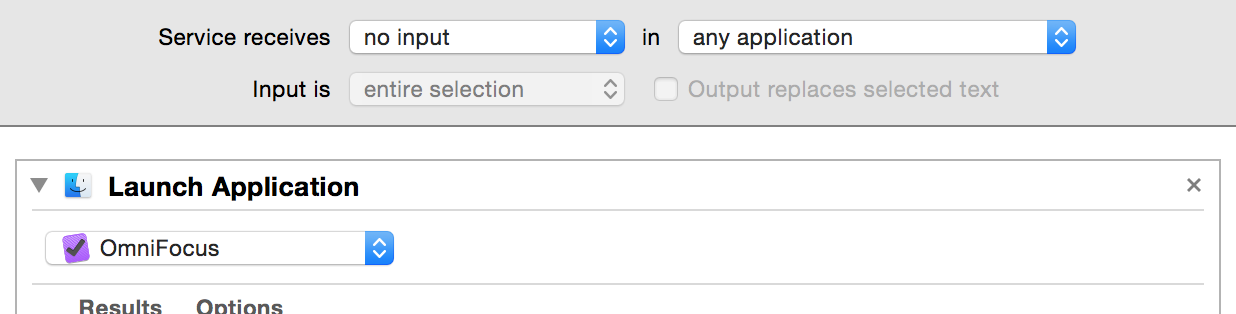 Service receives no input in any application
Input is entire selection Output replaces selected text
Launch Application
OmniFocus
Results Options